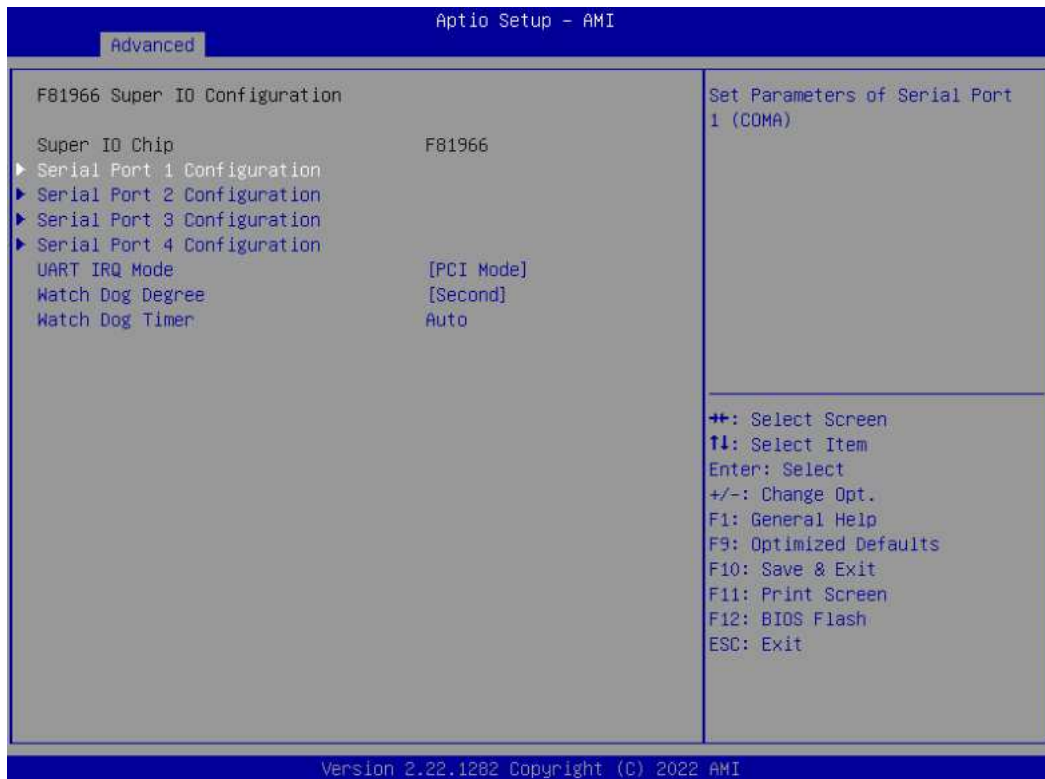 Aptio Setup – AMI
Advanced
F81966 Super IO Configuration
Super IO Chip F81966
▶ Serial Port 1 Configuration
▶ Serial Port 2 Configuration
▶ Serial Port 3 Configuration
▶ Serial Port 4 Configuration
UART IRQ Mode [PCI Mode]
Watch Dog Degree [Second]
Watch Dog Timer Auto
Set Parameters of Serial Port
1 (COMA)
→←: Select Screen
↑↓: Select Item
Enter: Select
+/-: Change Opt.
F1: General Help
F9: Optimized Defaults
F10: Save & Exit
F11: Print Screen
F12: BIOS Flash
ESC: Exit
Version 2.22.1282 Copyright (C) 2022 AMI